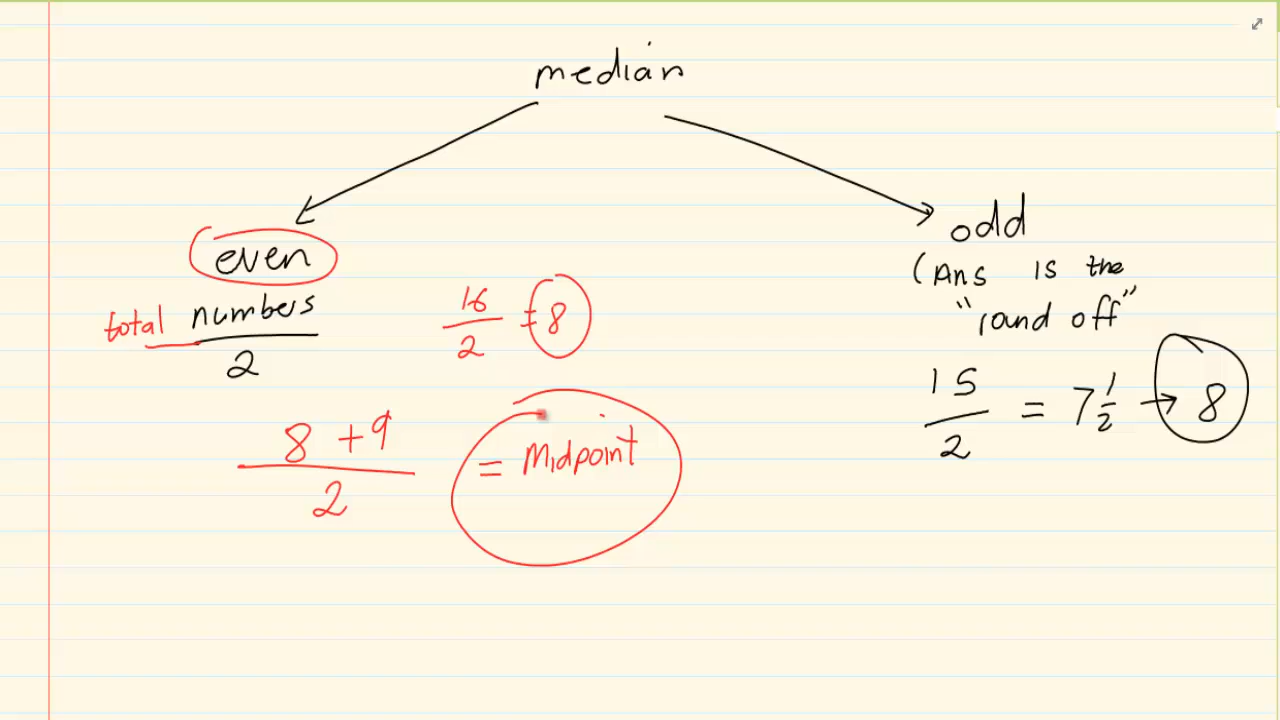 median
even
total numbers
2
16
2
= 8
8 + 9
2
= Midpoint
odd
(Ans is the
"round off"
15
2
= 7 1/2 → 8